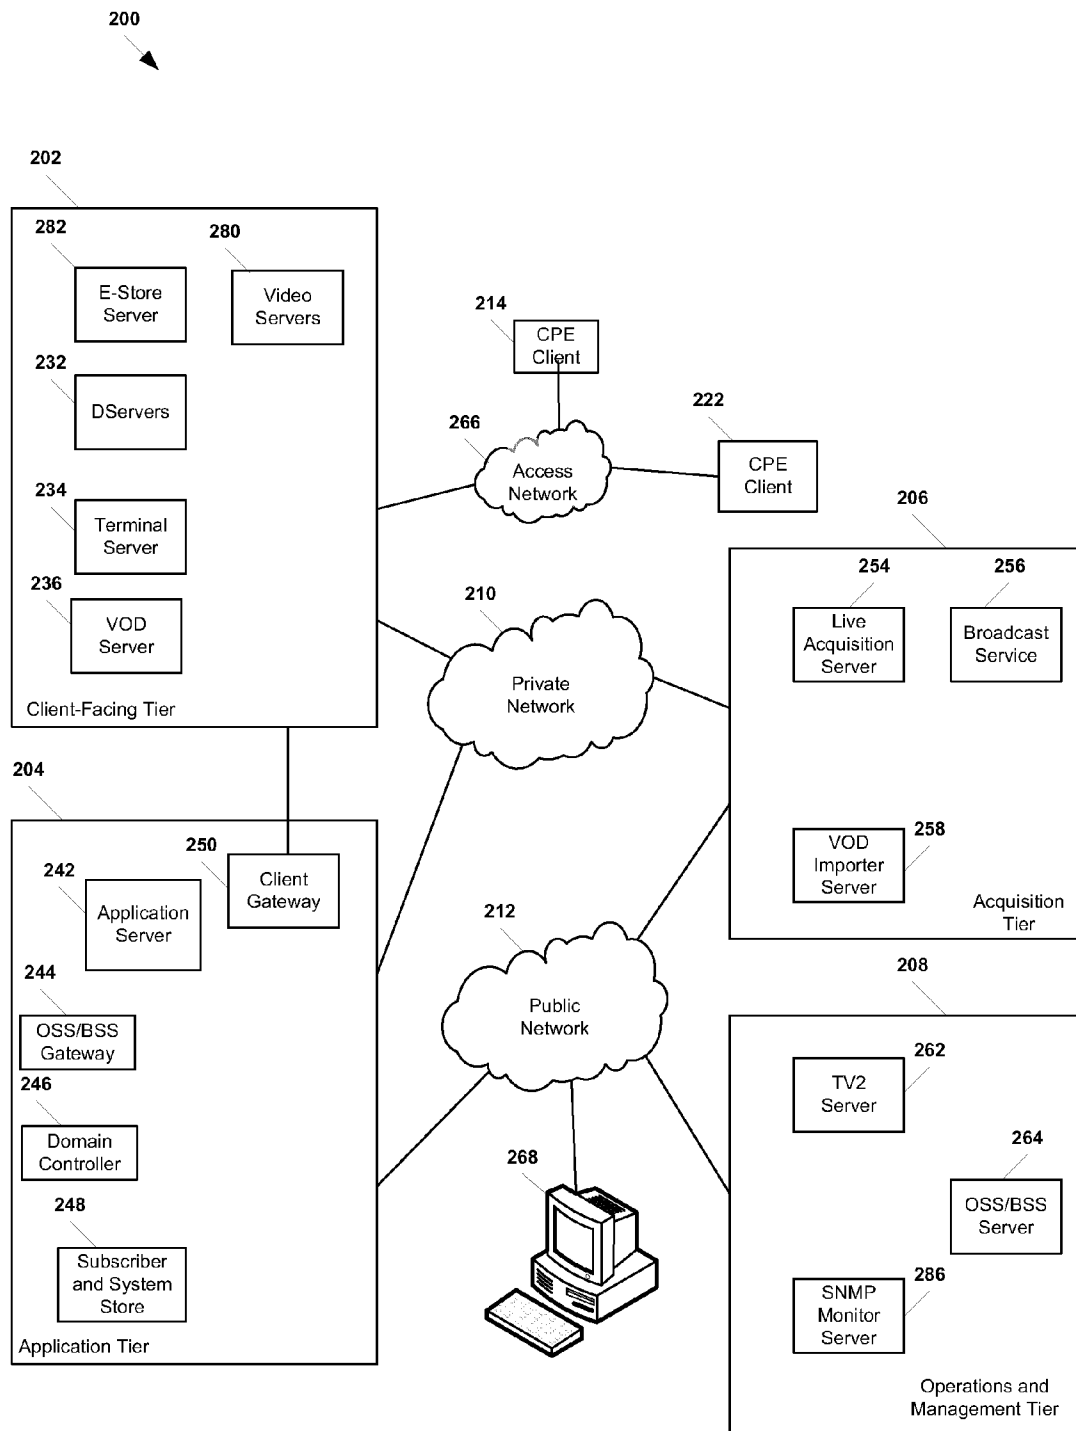 200
202
282
280
E-Store
Server
Video
Servers
232
DServers
234
Terminal
Server
236
VOD
Server
Client-Facing Tier
214
CPE
Client
266
Access
Network
222
CPE
Client
210
Private
Network
206
254
256
Live
Acquisition
Server
Broadcast
Service
258
VOD
Importer
Server
Acquisition
Tier
204
250
242
Client
Gateway
Application
Server
244
OSS/BSS
Gateway
246
Domain
Controller
248
Subscriber
and System
Store
Application Tier
212
Public
Network
268
208
262
TV2
Server
264
OSS/BSS
Server
286
SNMP
Monitor
Server
Operations and
Management Tier